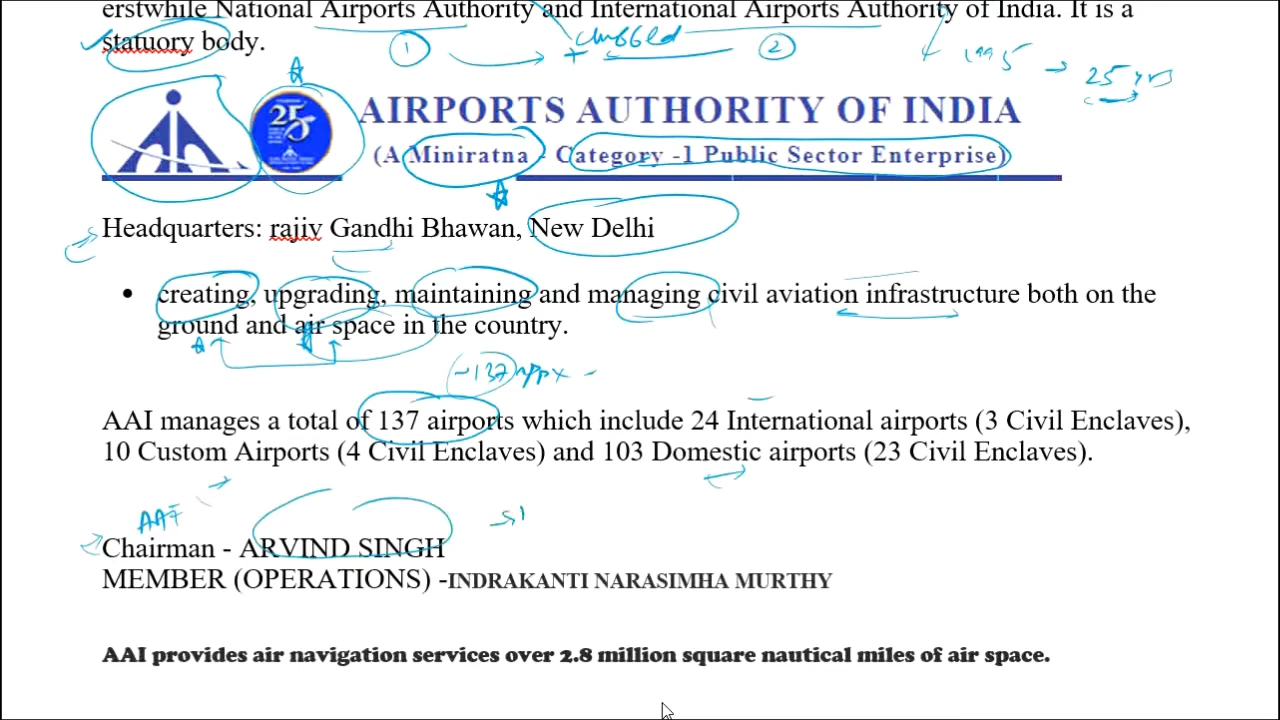 erstwhile National Airports Authority and International Airports Authority of India. It is a
statuory body.
clubbed
1
+
2
1995 → 25 yrs
25
AIRPORTS AUTHORITY OF INDIA
(A Miniratna - Category -1 Public Sector Enterprise)
Headquarters: rajiv Gandhi Bhawan, New Delhi
• creating, upgrading, maintaining and managing civil aviation infrastructure both on the
ground and air space in the country.
~137 appx -
AAI manages a total of 137 airports which include 24 International airports (3 Civil Enclaves),
10 Custom Airports (4 Civil Enclaves) and 103 Domestic airports (23 Civil Enclaves).
AAI
Chairman - ARVIND SINGH
MEMBER (OPERATIONS) -INDRAKANTI NARASIMHA MURTHY
AAI provides air navigation services over 2.8 million square nautical miles of air space.